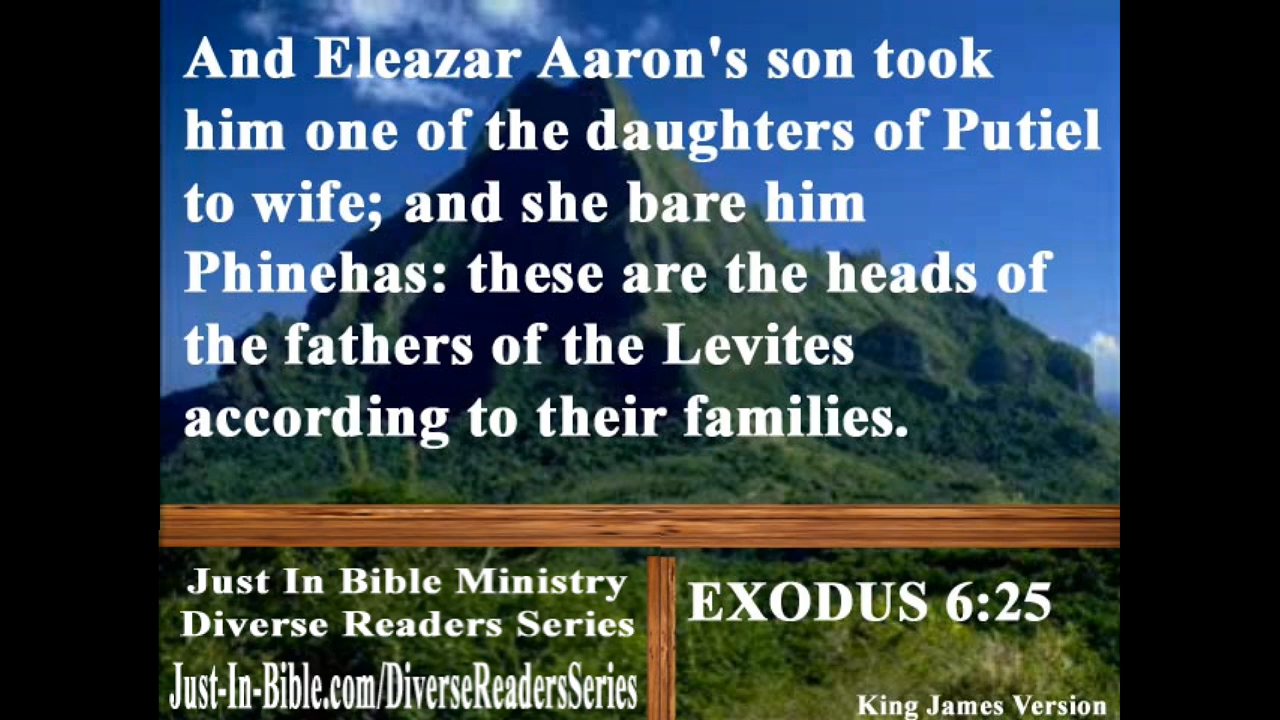 And Eleazar Aaron's son took
him one of the daughters of Putiel
to wife; and she bare him
Phinehas: these are the heads of
the fathers of the Levites
according to their families.
Just In Bible Ministry
Diverse Readers Series
Just-In-Bible.com/DiverseReadersSeries
EXODUS 6:25
King James Version